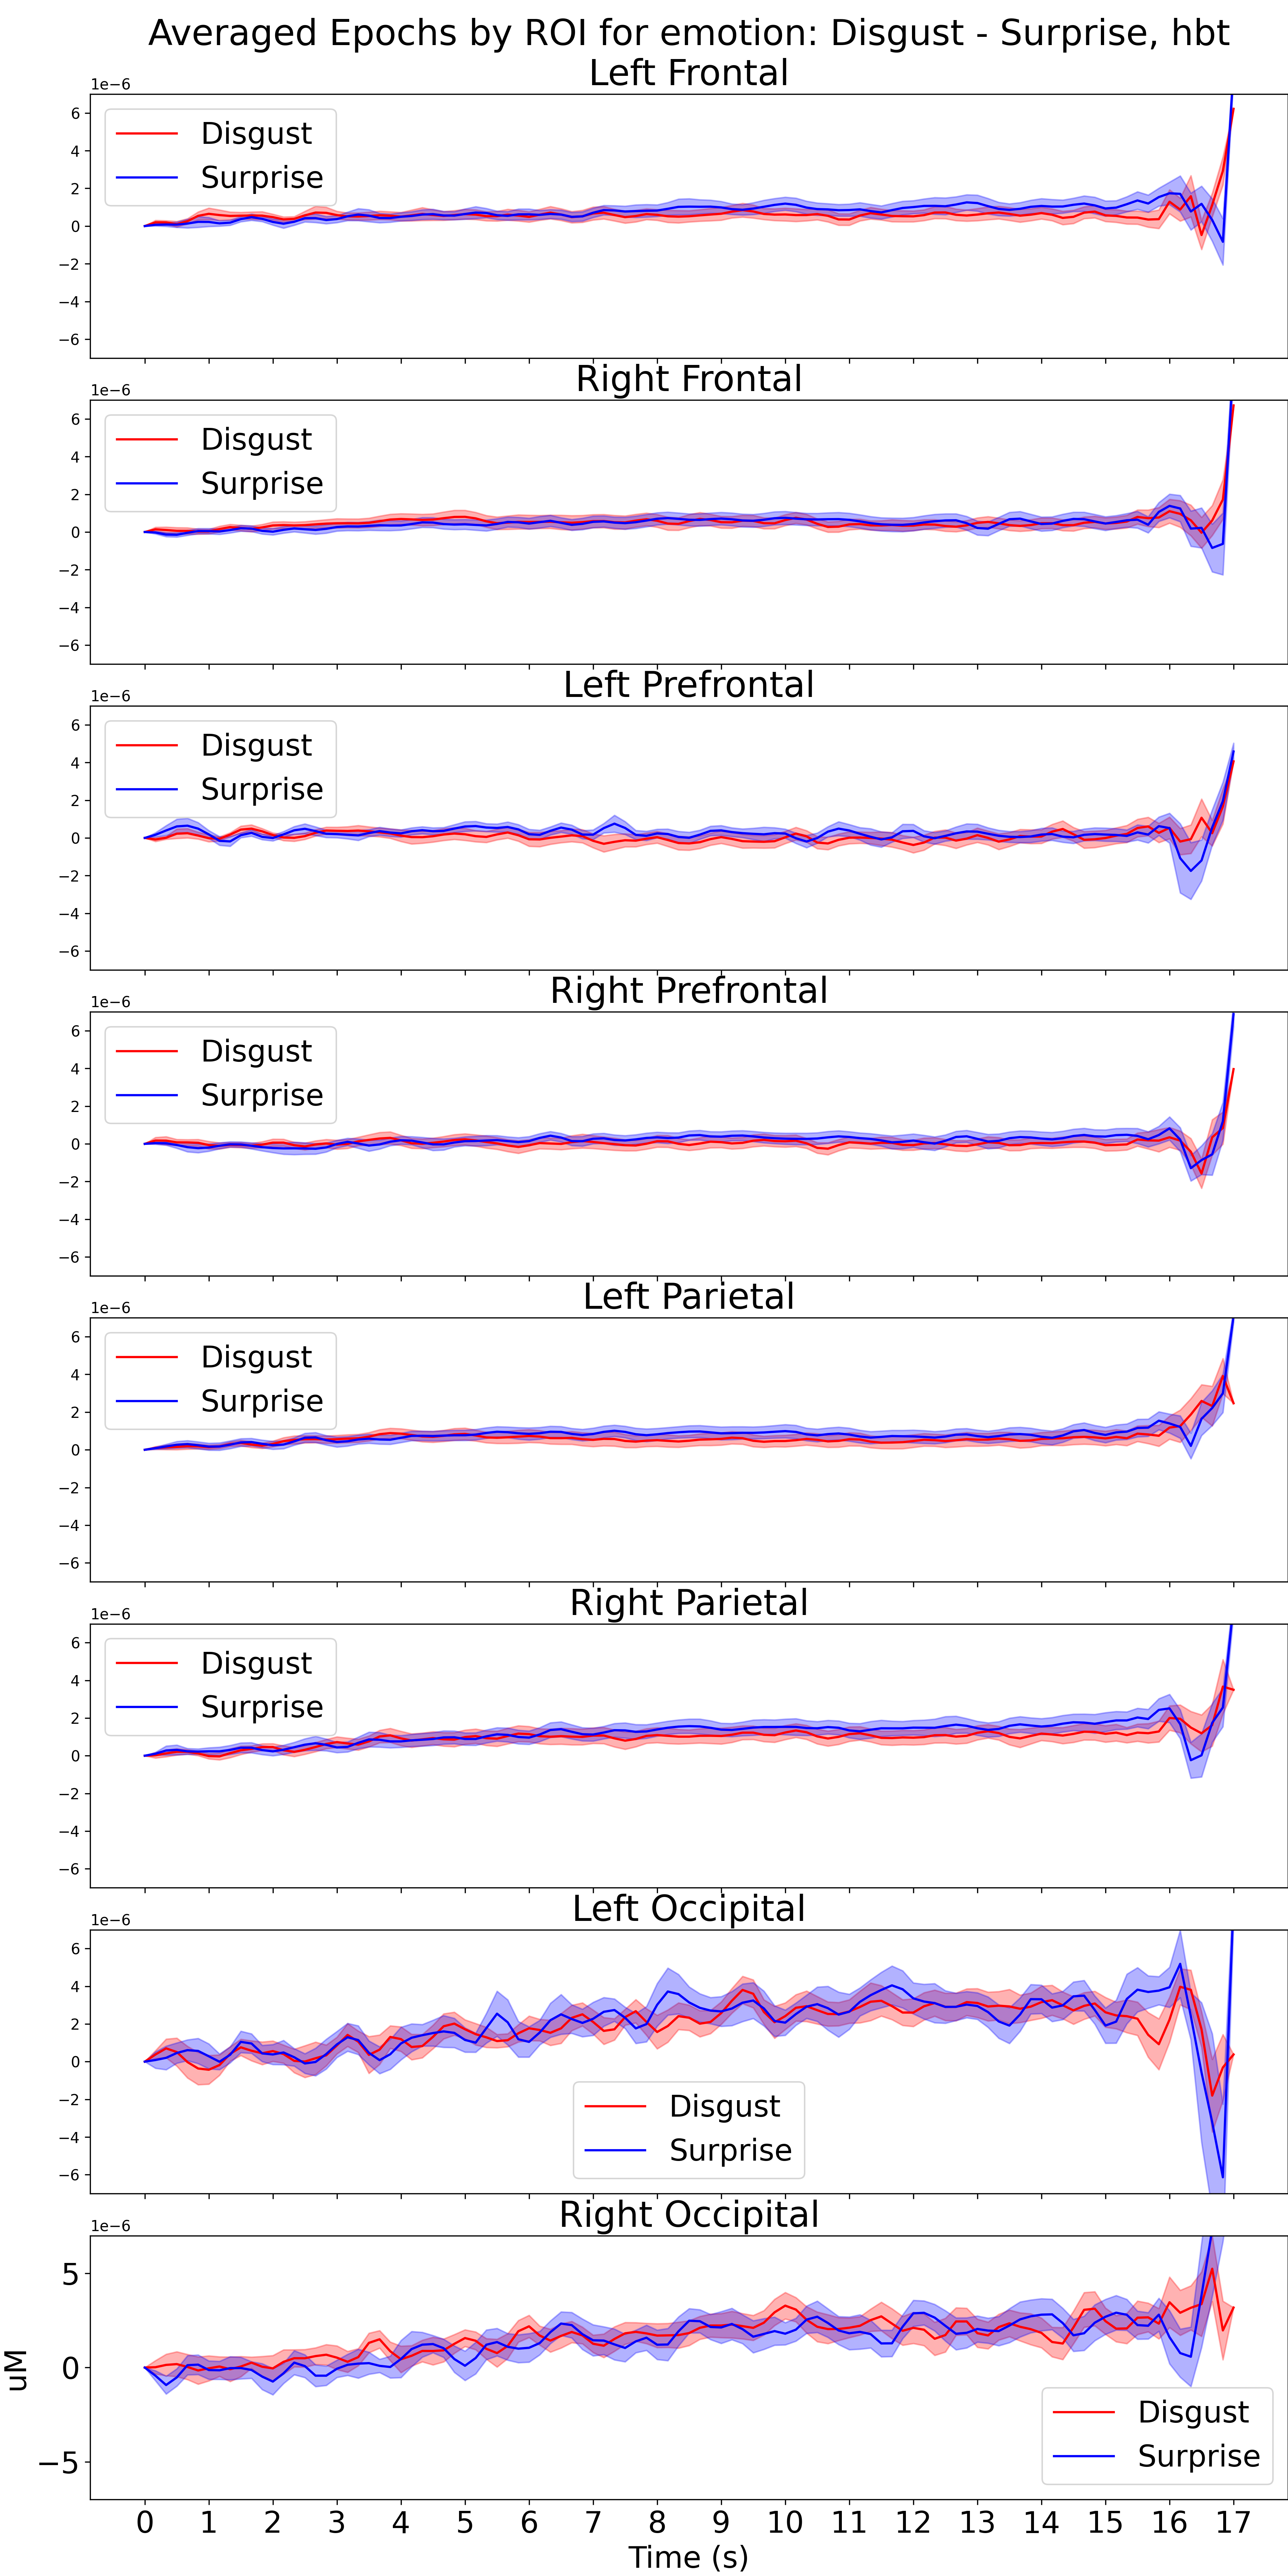 Averaged Epochs by ROI for emotion: Disgust - Surprise, hbt
Left Frontal
1e−6
6
4
2
0
−2
−4
−6
Disgust
Surprise
Right Frontal
1e−6
6
4
2
0
−2
−4
−6
Disgust
Surprise
Left Prefrontal
1e−6
6
4
2
0
−2
−4
−6
Disgust
Surprise
Right Prefrontal
1e−6
6
4
2
0
−2
−4
−6
Disgust
Surprise
Left Parietal
1e−6
6
4
2
0
−2
−4
−6
Disgust
Surprise
Right Parietal
1e−6
6
4
2
0
−2
−4
−6
Disgust
Surprise
Left Occipital
1e−6
6
4
2
0
−2
−4
−6
Disgust
Surprise
Right Occipital
1e−6
5
0
−5
uM
Disgust
Surprise
0 1 2 3 4 5 6 7 8 9 10 11 12 13 14 15 16 17
Time (s)